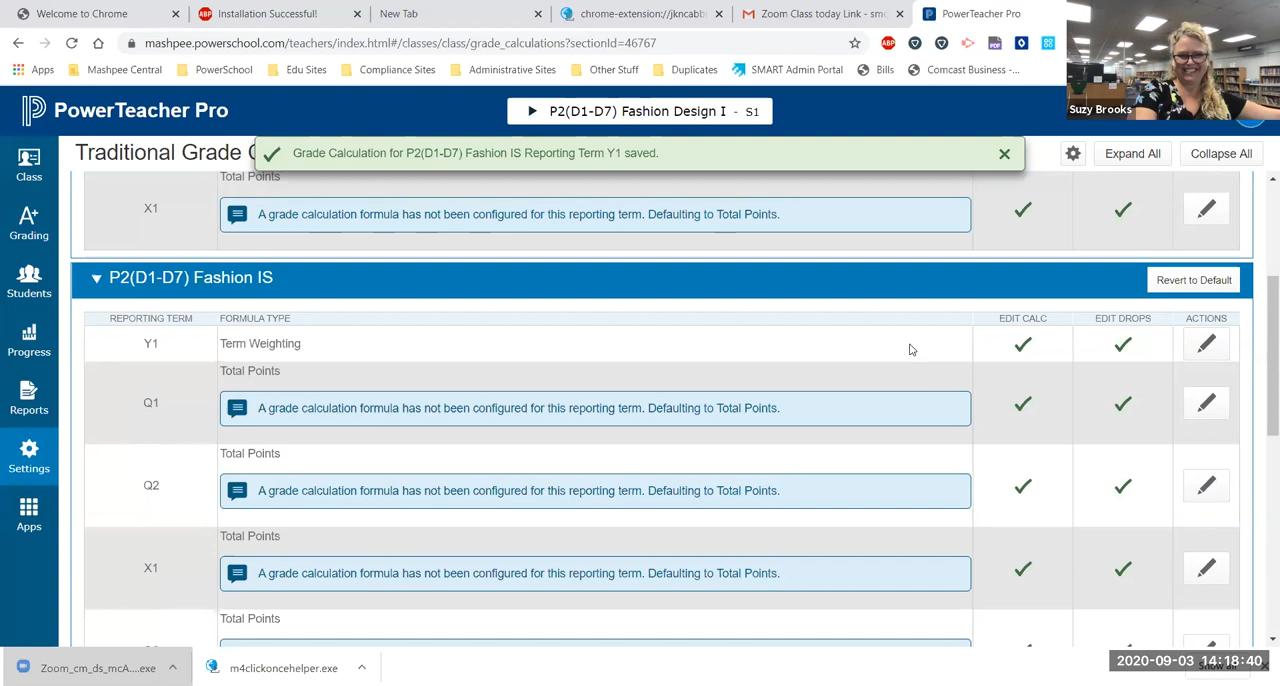 Welcome to Chrome
Installation Successful!
New Tab
chrome-extension://jkncabb
Zoom Class today Link - smc
PowerTeacher Pro
mashpee.powerschool.com/teachers/index.html#/classes/class/grade_calculations?sectionId=46767
ABP
PDF
Apps
Mashpee Central
PowerSchool
Edu Sites
Compliance Sites
Administrative Sites
Other Stuff
Duplicates
SMART Admin Portal
Bills
Comcast Business -...
Suzy Brooks
PowerTeacher Pro
P2(D1-D7) Fashion Design I - S1
Class
Grading
Students
Progress
Reports
Settings
Apps
Traditional Grade C
Grade Calculation for P2(D1-D7) Fashion IS Reporting Term Y1 saved.
Expand All
Collapse All
Total Points
X1
A grade calculation formula has not been configured for this reporting term. Defaulting to Total Points.
P2(D1-D7) Fashion IS
Revert to Default
REPORTING TERM
FORMULA TYPE
EDIT CALC
EDIT DROPS
ACTIONS
Y1
Term Weighting
Total Points
Q1
A grade calculation formula has not been configured for this reporting term. Defaulting to Total Points.
Total Points
Q2
A grade calculation formula has not been configured for this reporting term. Defaulting to Total Points.
Total Points
X1
A grade calculation formula has not been configured for this reporting term. Defaulting to Total Points.
Total Points
Zoom_cm_ds_mcA....exe
m4clickoncehelper.exe
2020-09-03 14:18:40